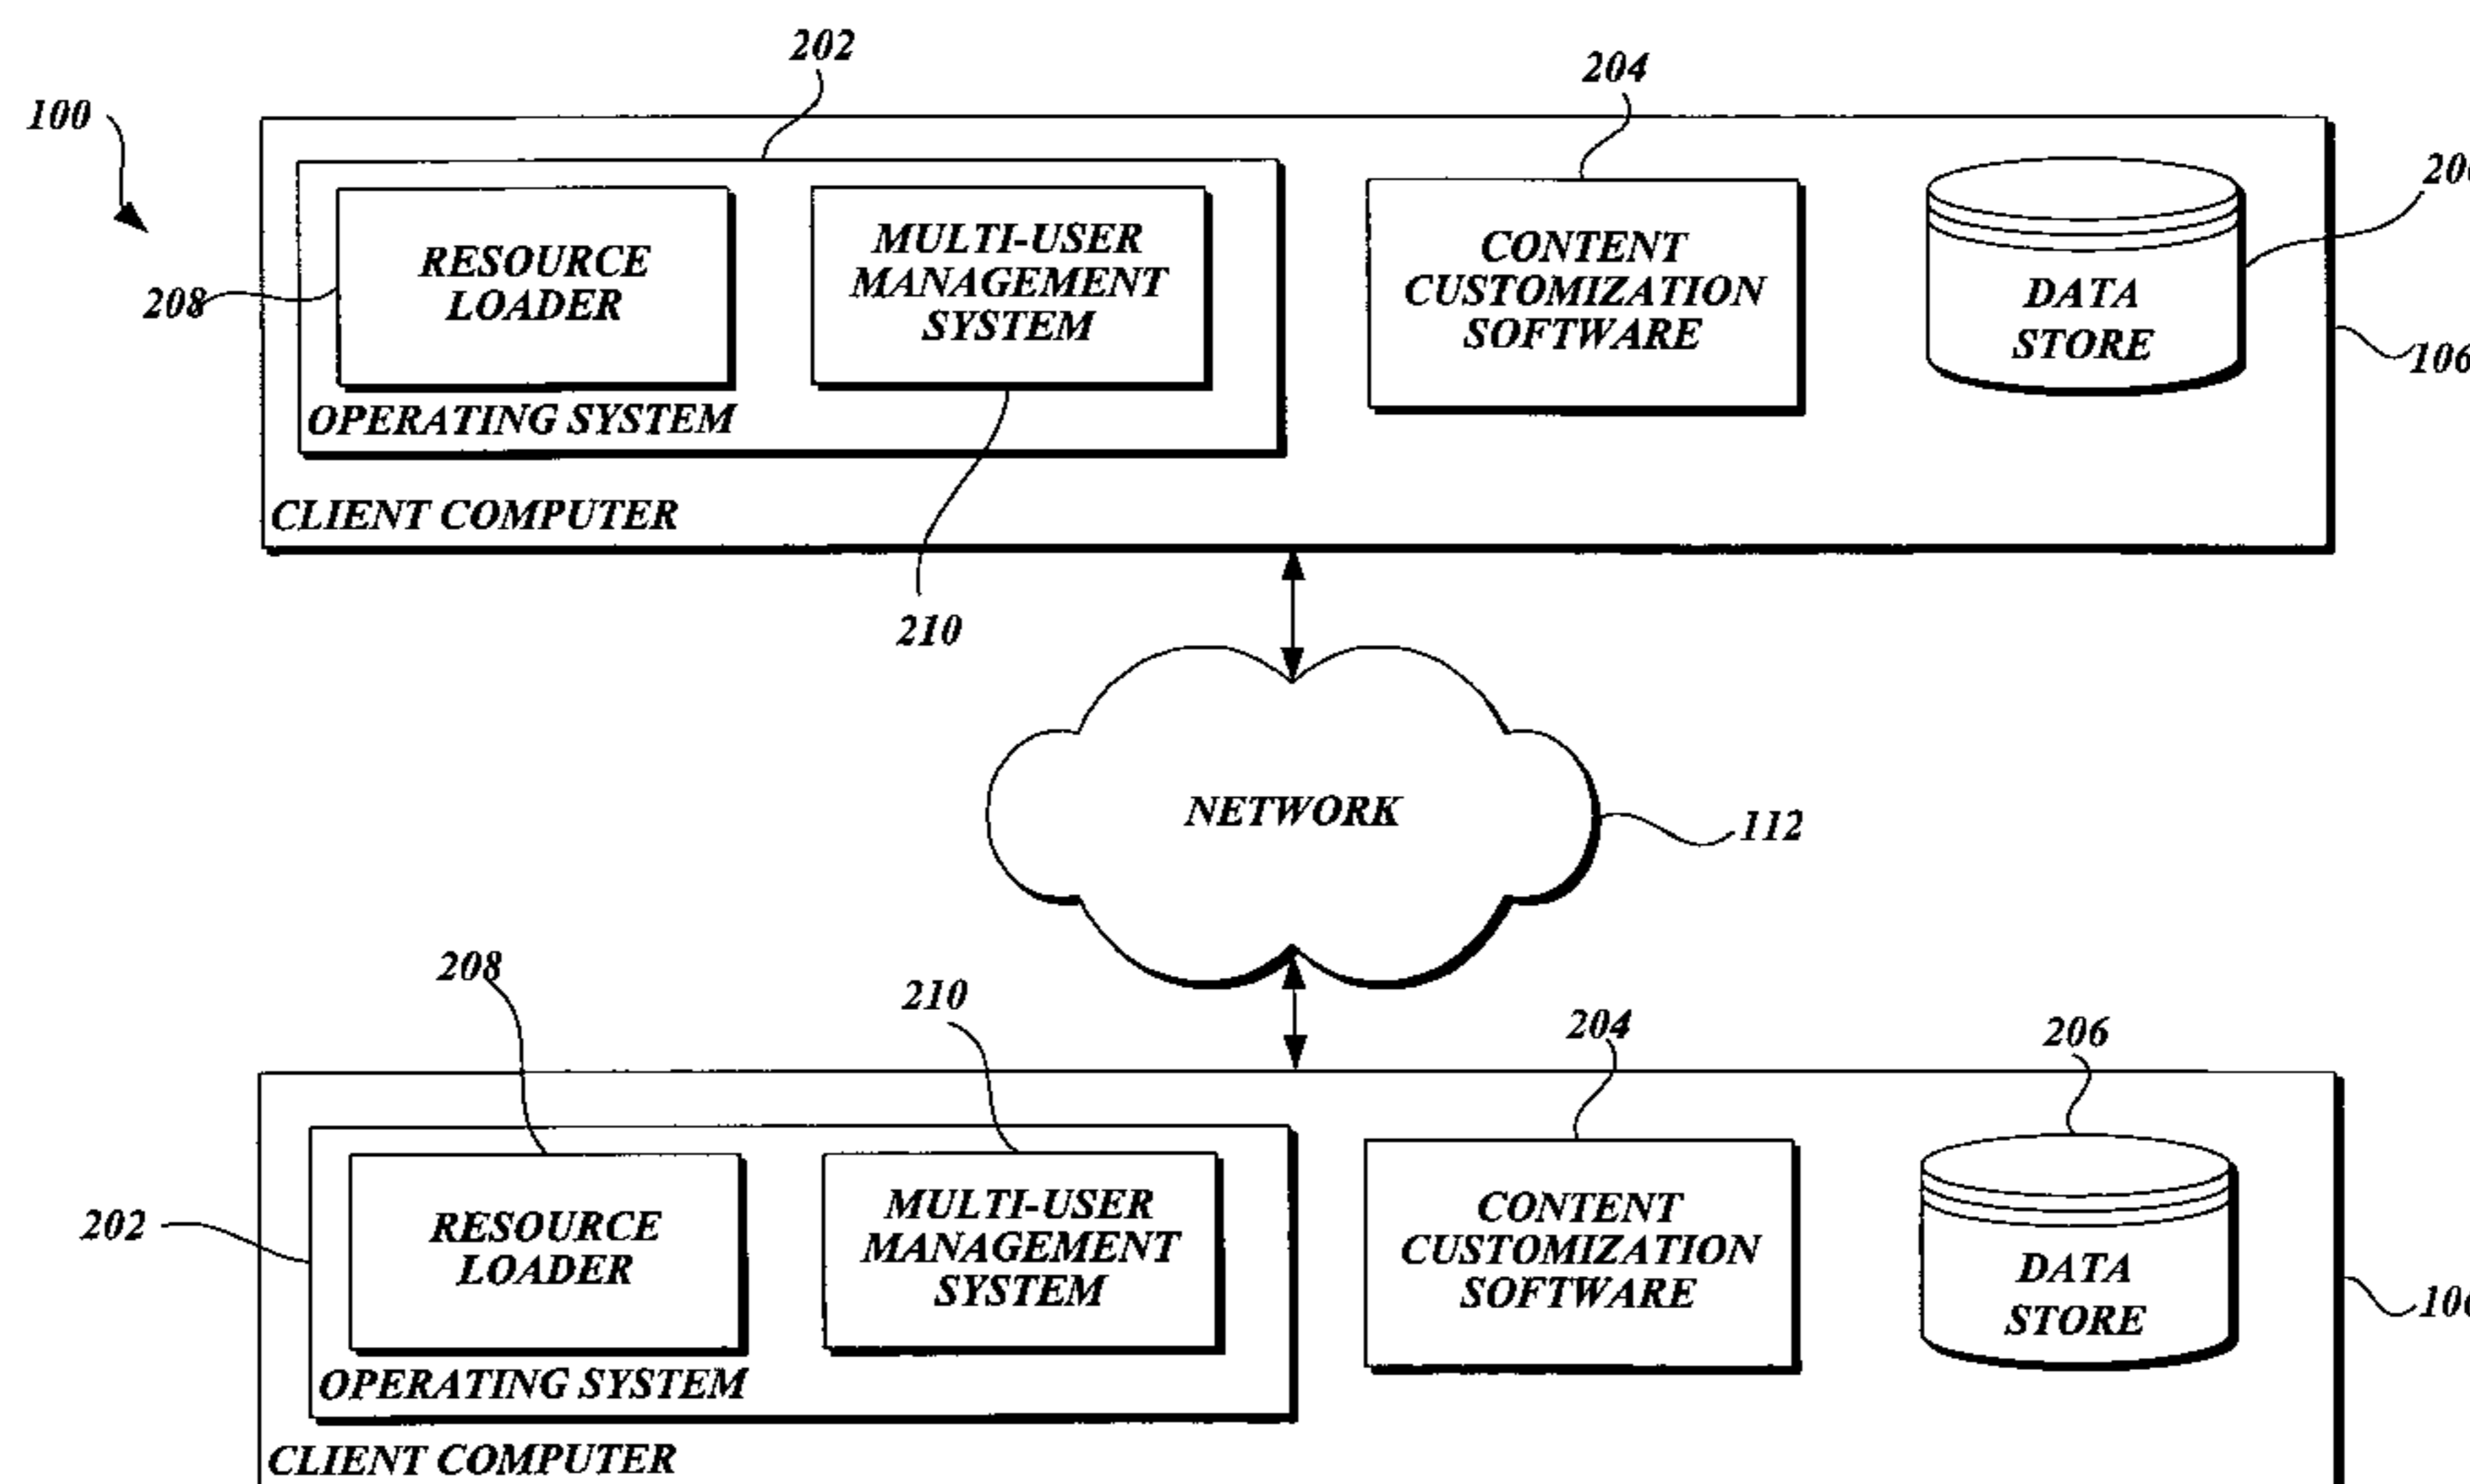 202
204
100
206
RESOURCE
LOADER
MULTI-USER
MANAGEMENT
SYSTEM
CONTENT
CUSTOMIZATION
SOFTWARE
DATA
STORE
208
106
OPERATING SYSTEM
CLIENT COMPUTER
210
NETWORK
112
208
210
204
206
202
RESOURCE
LOADER
MULTI-USER
MANAGEMENT
SYSTEM
CONTENT
CUSTOMIZATION
SOFTWARE
DATA
STORE
OPERATING SYSTEM
CLIENT COMPUTER